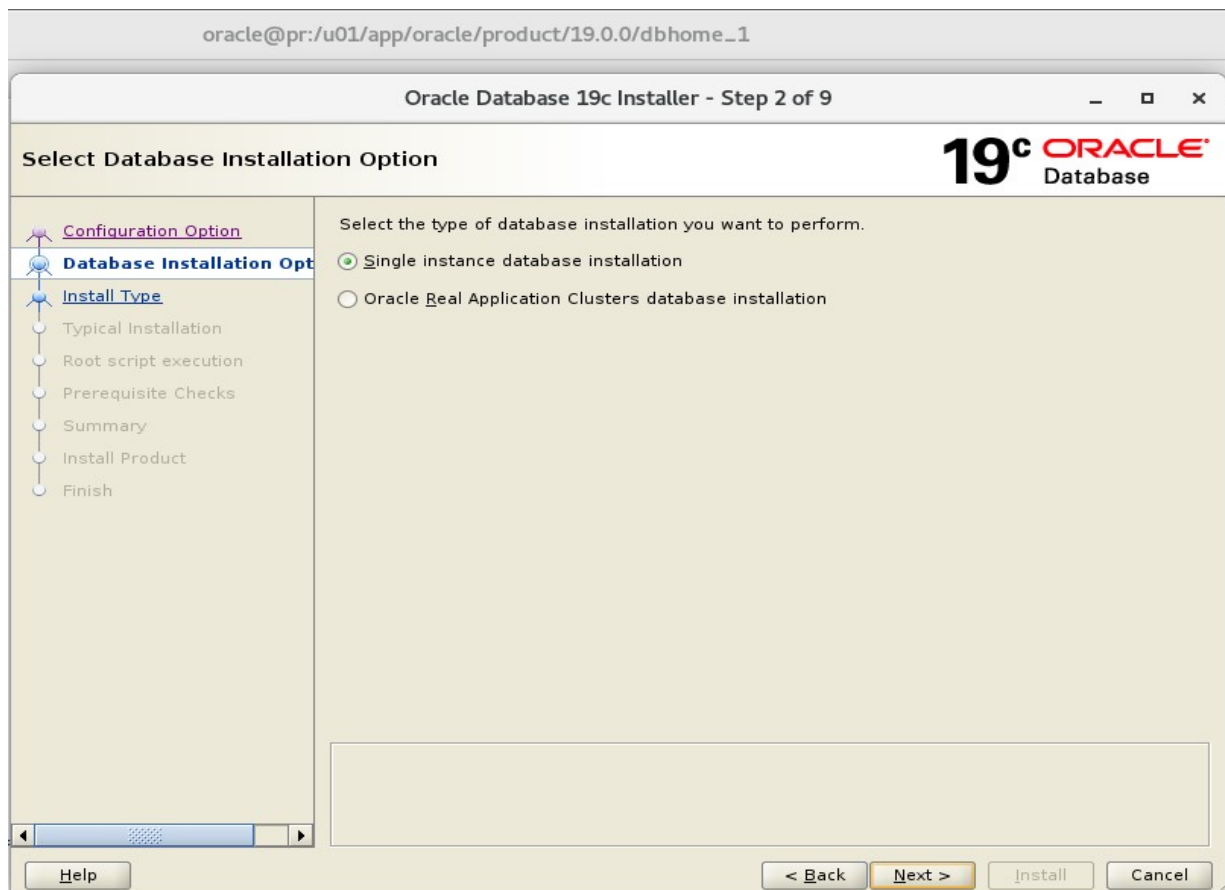 oracle@pr:/u01/app/oracle/product/19.0.0/dbhome_1
Oracle Database 19c Installer - Step 2 of 9
Select Database Installation Option
19c ORACLE
Database
Configuration Option
Database Installation Opt
Install Type
Typical Installation
Root script execution
Prerequisite Checks
Summary
Install Product
Finish
Select the type of database installation you want to perform.
Single instance database installation
Oracle Real Application Clusters database installation
Help
< Back
Next >
Install
Cancel